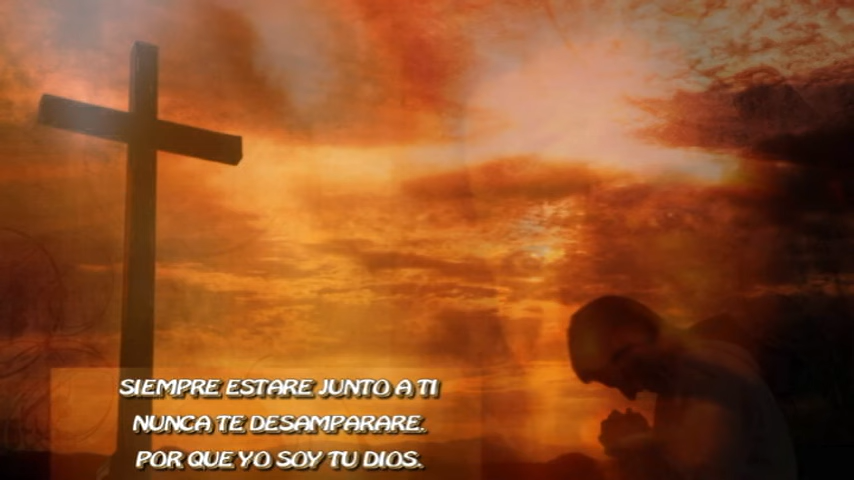 SIEMPRE ESTARE JUNTO A TI
NUNCA TE DESAMPARARE.
POR QUE YO SOY TU DIOS.